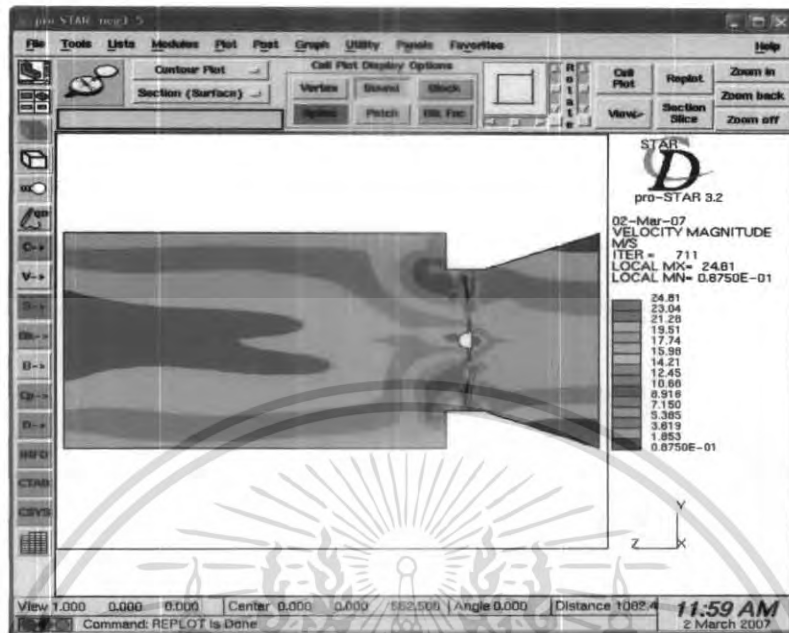 pro STAR
File Tools Lists Modules Plot Post Graph Utility Panels Favorites Help
Contour Plot
Section (Surface)
Cell Plot Display Options
Vertex
Bound
Block
Patch
Rotate
Cell Plot
View->
Replot
Section Slice
Zoom in
Zoom back
Zoom off
C->
V->
D->
INFO
CTAB
CSYS
STAR
CD
pro-STAR 3.2
02-Mar-07
VELOCITY MAGNITUDE
M/S
ITER = 711
LOCAL MX= 24.81
LOCAL MN= 0.8750E-01
24.81
23.04
21.28
19.51
17.74
15.98
14.21
12.45
10.68
8.916
7.150
5.385
3.619
1.853
0.8750E-01
Y
Z X
View 1.000 0.000 0.000 Center 0.000 0.000 Angle 0.000 Distance 1082.4
Command: REPLOT Is Done
11:59 AM
2 March 2007